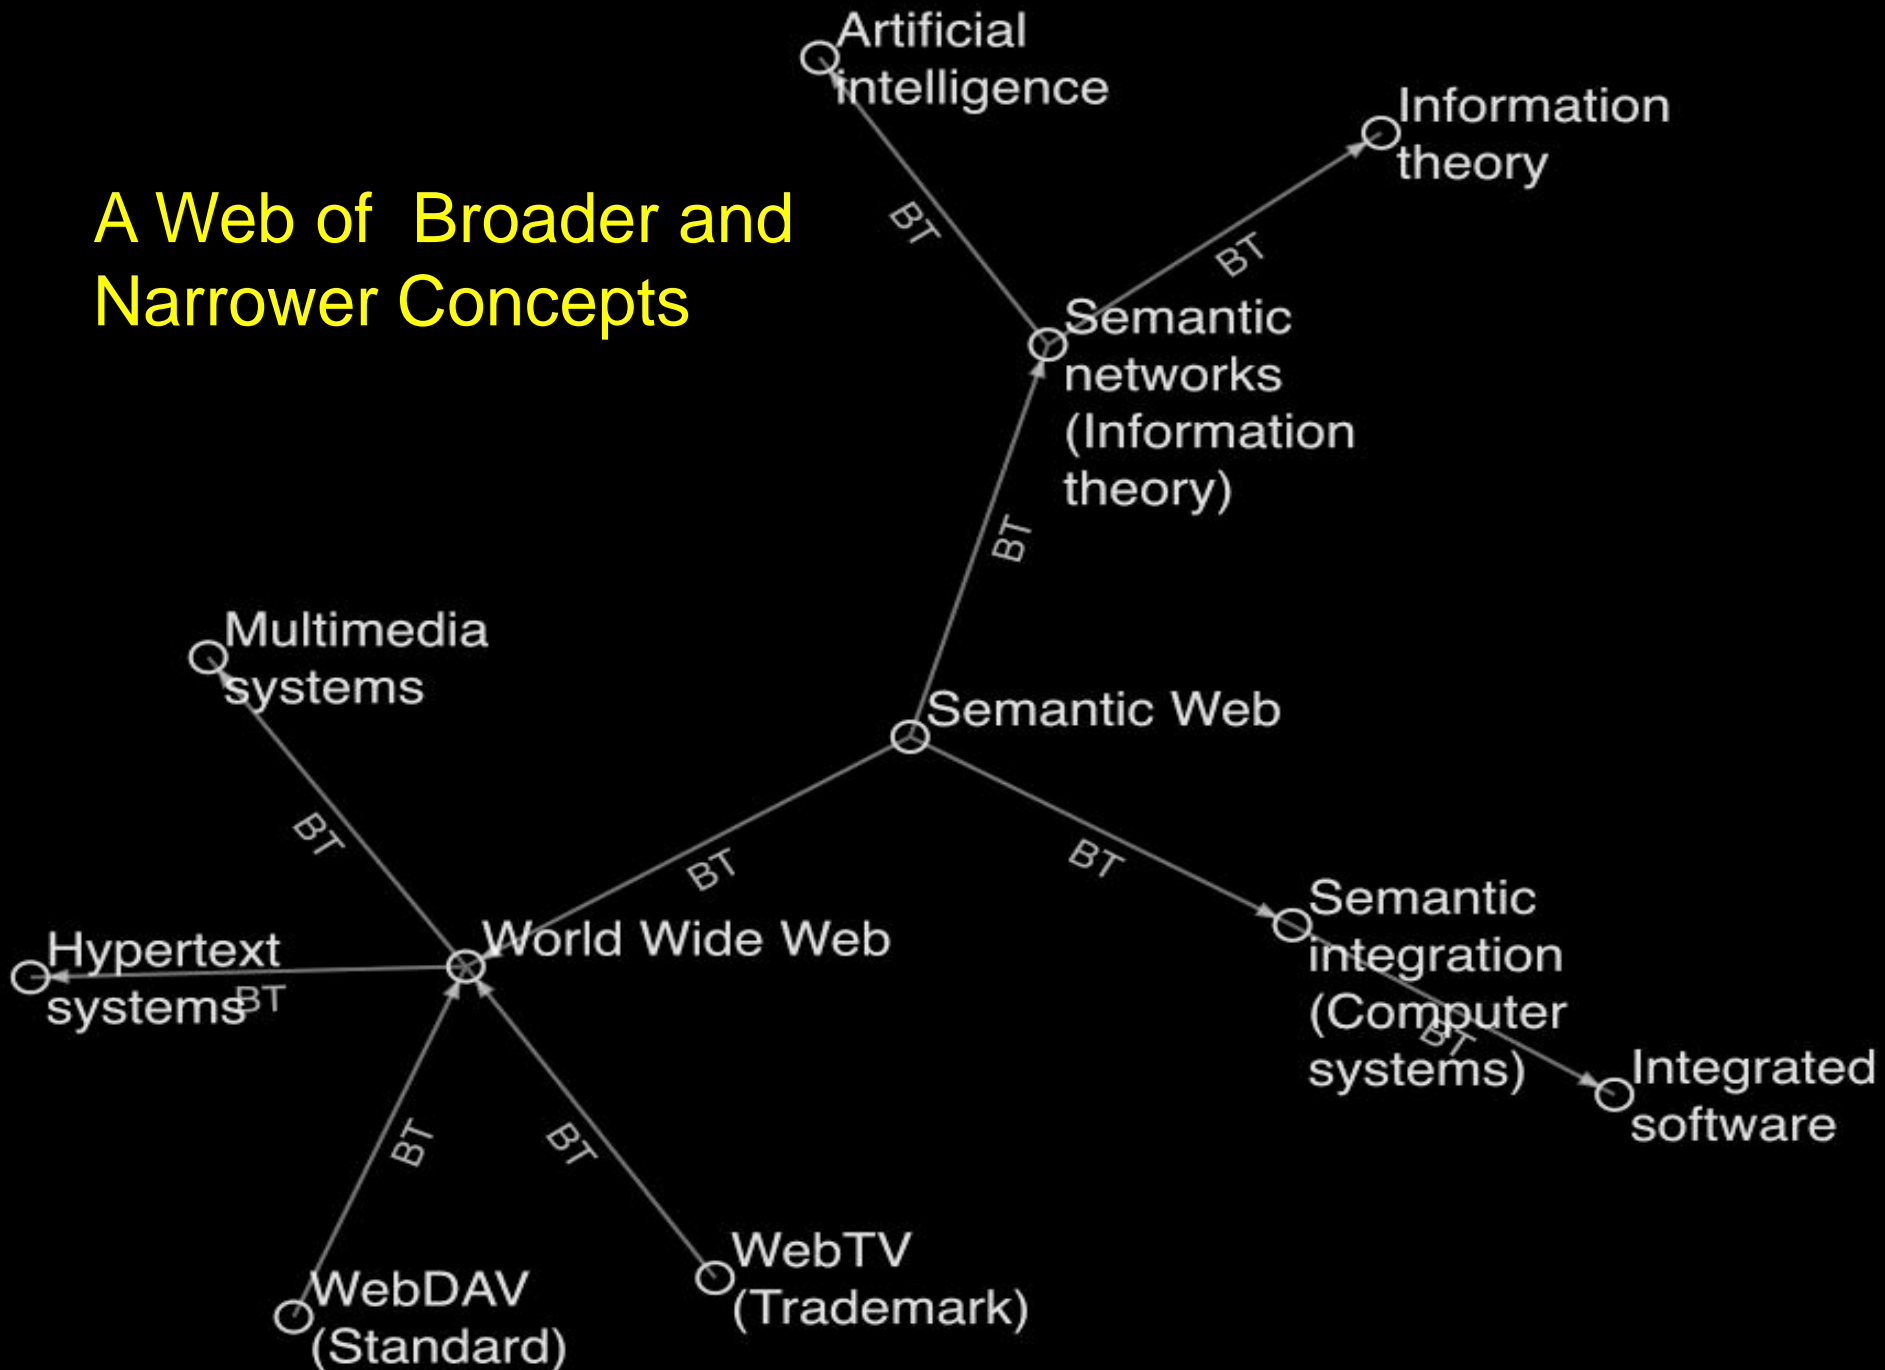 Artificial
intelligence
Information
theory
A Web of  Broader and
Narrower Concepts
BT
BT
Semantic
networks
(Information
theory)
BT
Multimedia
systems
Semantic Web
BT
BT
BT
Semantic
integration
(Computer
systems)
World Wide Web
Hypertext
systems
BT
BT
Integrated
software
BT
BT
WebTV
(Trademark)
WebDAV
(Standard)